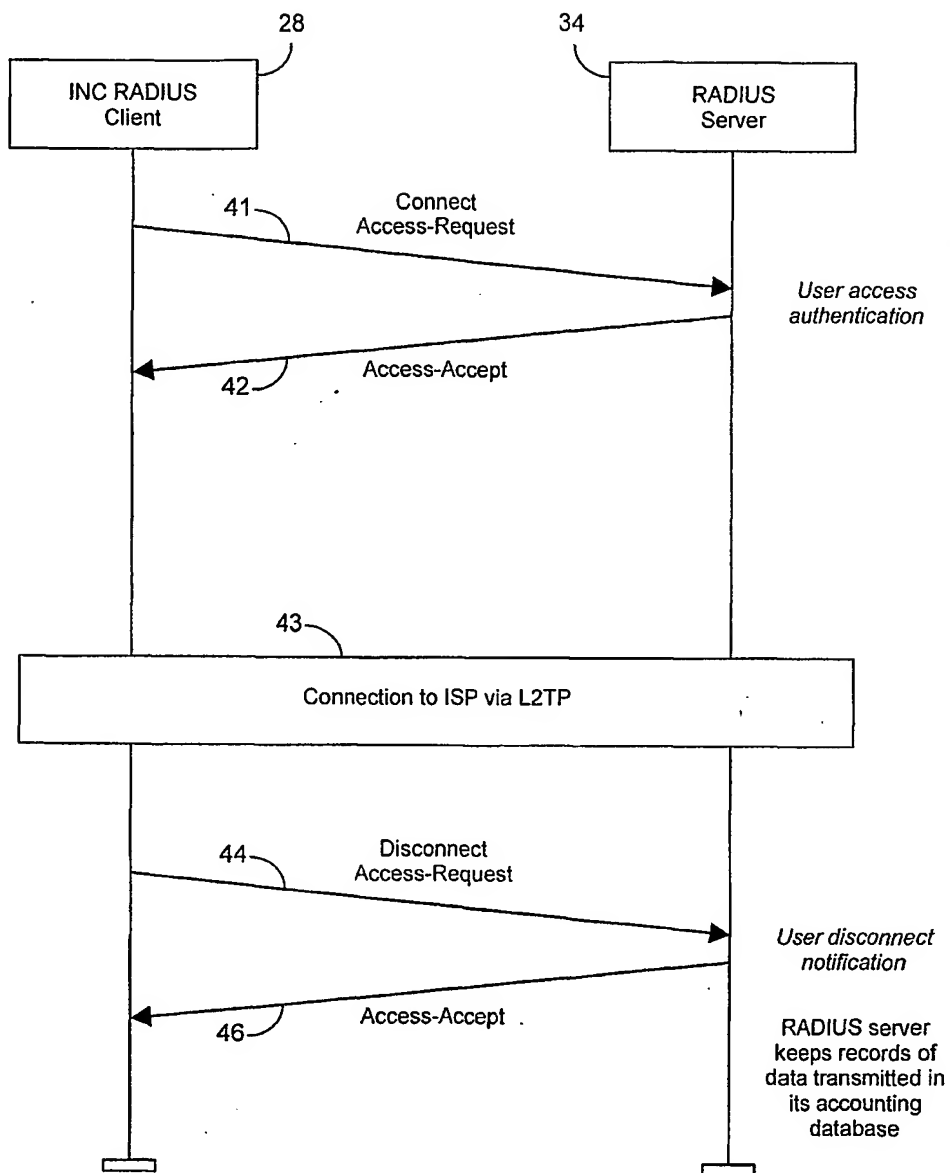 28
34
INC RADIUS
Client
RADIUS
Server
41
Connect
Access-Request
User access
authentication
42
Access-Accept
43
Connection to ISP via L2TP
44
Disconnect
Access-Request
User disconnect
notification
46
Access-Accept
RADIUS server
keeps records of
data transmitted in
its accounting
database